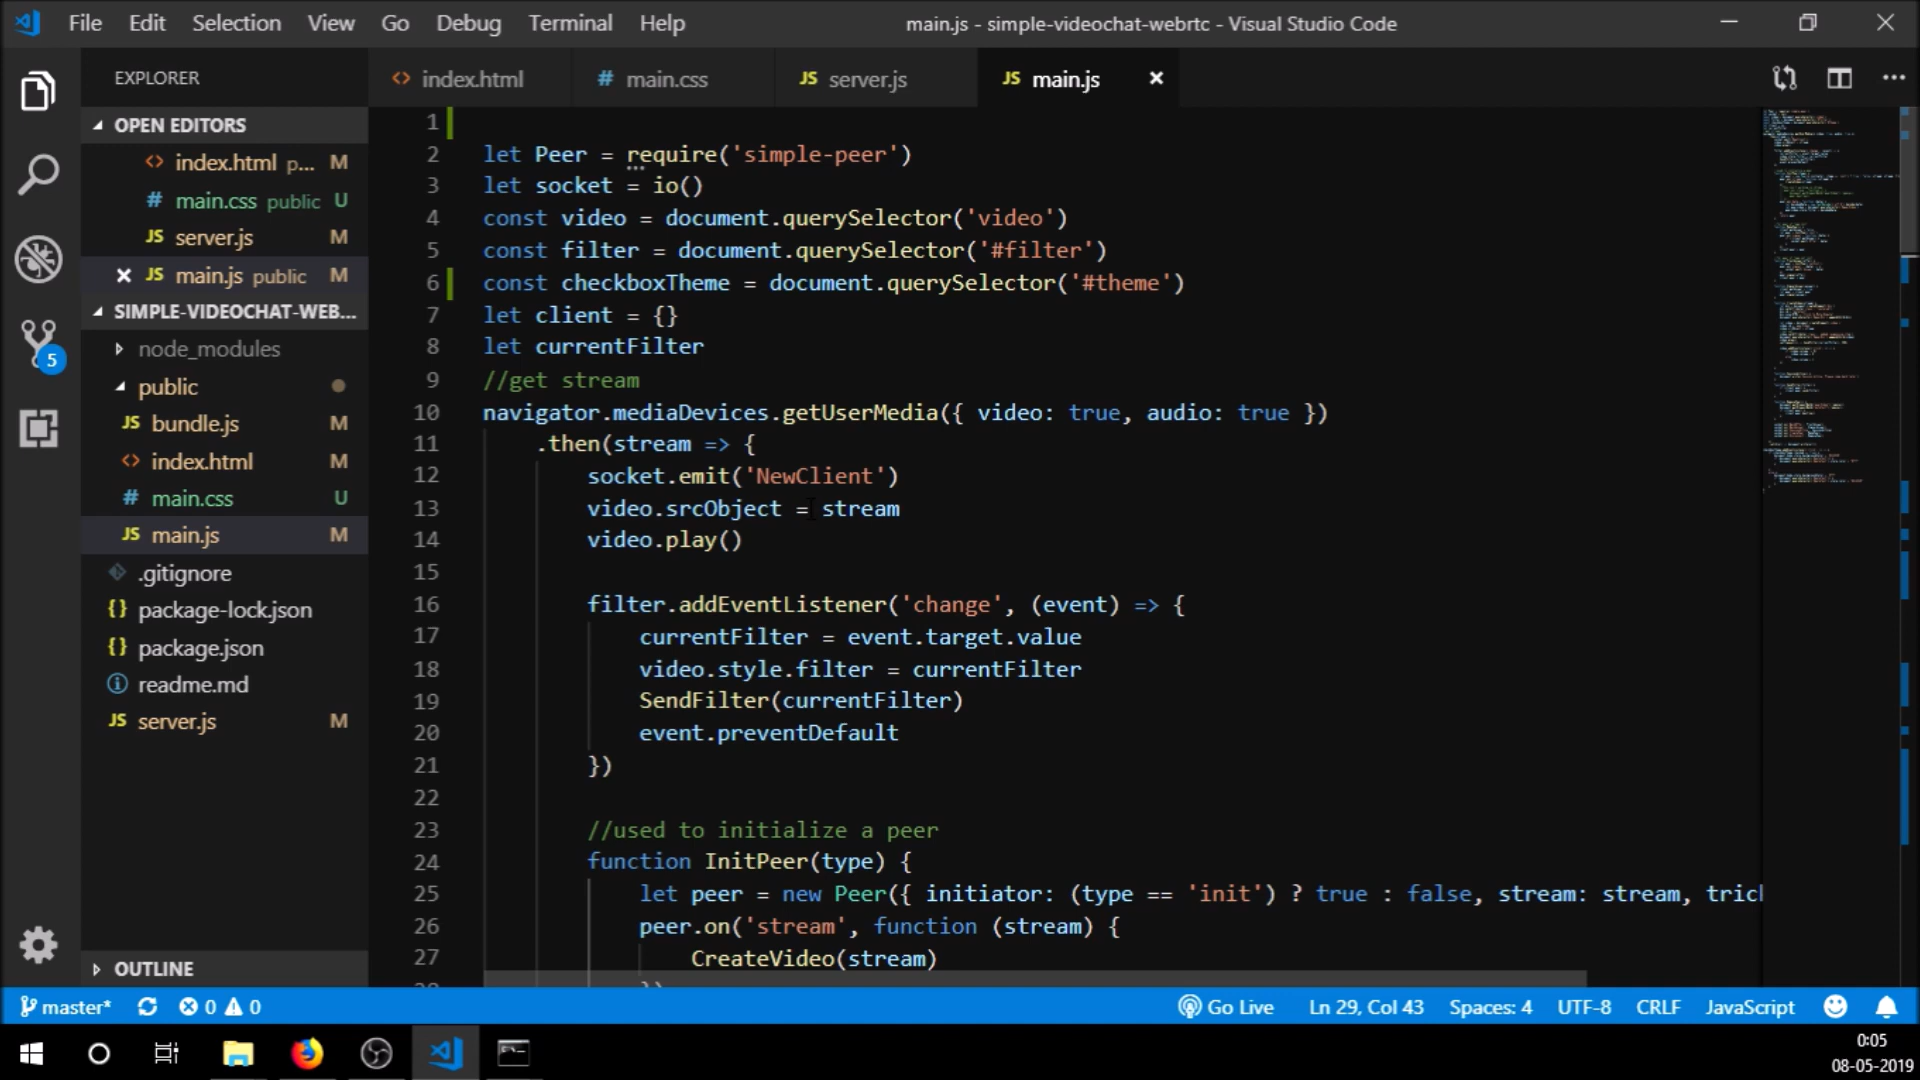 File Edit Selection View Go Debug Terminal Help main.js - simple-videochat-webrtc - Visual Studio Code
EXPLORER
index.html main.css server.js main.js
OPEN EDITORS
index.html p... M
main.css public U
server.js M
main.js public M
SIMPLE-VIDEOCHAT-WEB...
node_modules
public
bundle.js M
index.html M
main.css U
main.js M
.gitignore
package-lock.json
package.json
readme.md
server.js M
5
OUTLINE
1
2 let Peer = require('simple-peer')
3 let socket = io()
4 const video = document.querySelector('video')
5 const filter = document.querySelector('#filter')
6 const checkboxTheme = document.querySelector('#theme')
7 let client = {}
8 let currentFilter
9 //get stream
10 navigator.mediaDevices.getUserMedia({ video: true, audio: true })
11 .then(stream => {
12 socket.emit('NewClient')
13 video.srcObject = stream
14 video.play()
15
16 filter.addEventListener('change', (event) => {
17 currentFilter = event.target.value
18 video.style.filter = currentFilter
19 SendFilter(currentFilter)
20 event.preventDefault
21 })
22
23 //used to initialize a peer
24 function InitPeer(type) {
25 let peer = new Peer({ initiator: (type == 'init') ? true : false, stream: stream, tric
26 peer.on('stream', function (stream) {
27 CreateVideo(stream)
master* 0 0 Go Live Ln 29, Col 43 Spaces: 4 UTF-8 CRLF JavaScript
0:05
08-05-2019